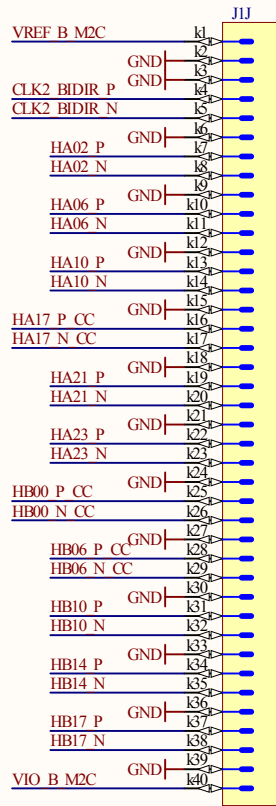 J1J
VREF_B_M2C k1
GND k2
GND k3
CLK2_BIDIR_P k4
CLK2_BIDIR_N k5
GND k6
HA02_P k7
HA02_N k8
GND k9
HA06_P k10
HA06_N k11
GND k12
HA10_P k13
HA10_N k14
GND k15
HA17_P_CC k16
HA17_N_CC k17
GND k18
HA21_P k19
HA21_N k20
GND k21
HA23_P k22
HA23_N k23
GND k24
HB00_P_CC k25
HB00_N_CC k26
GND k27
HB06_P_CC k28
HB06_N_CC k29
GND k30
HB10_P k31
HB10_N k32
GND k33
HB14_P k34
HB14_N k35
GND k36
HB17_P k37
HB17_N k38
GND k39
VIO_B_M2C k40